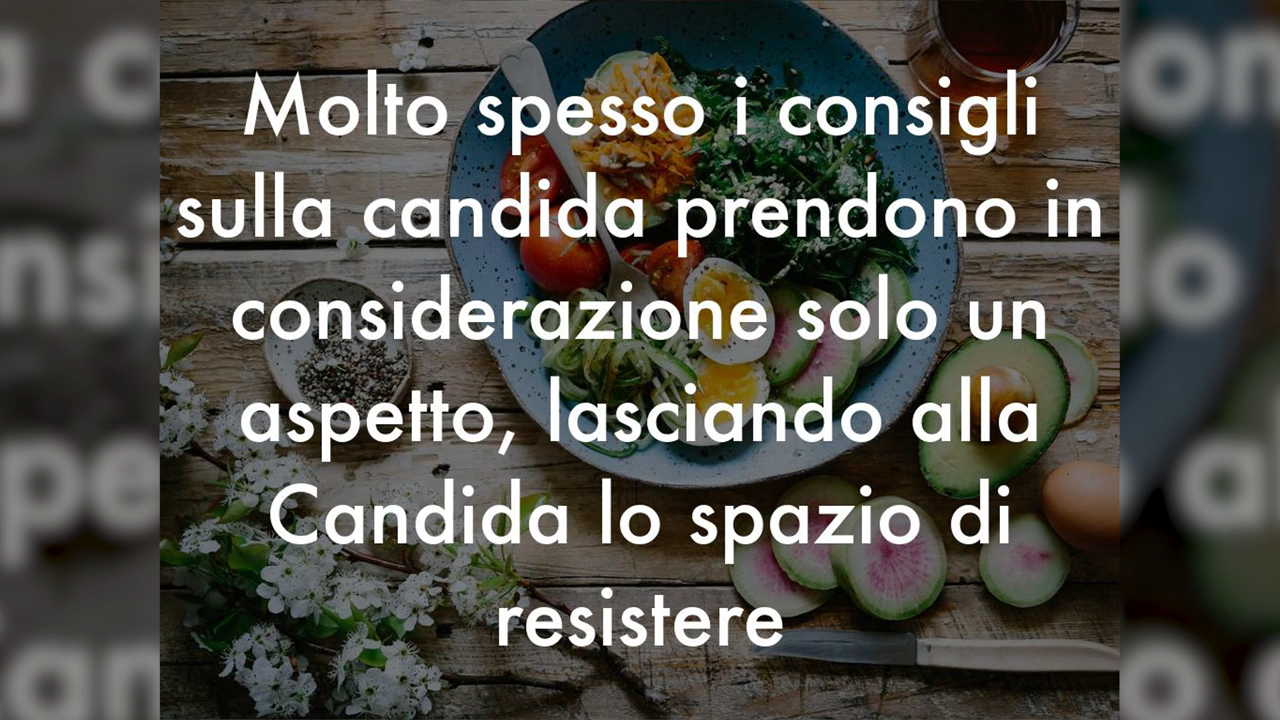 Molto spesso i consigli
sulla candida prendono in
considerazione solo un
aspetto, lasciando alla
Candida lo spazio di
resistere